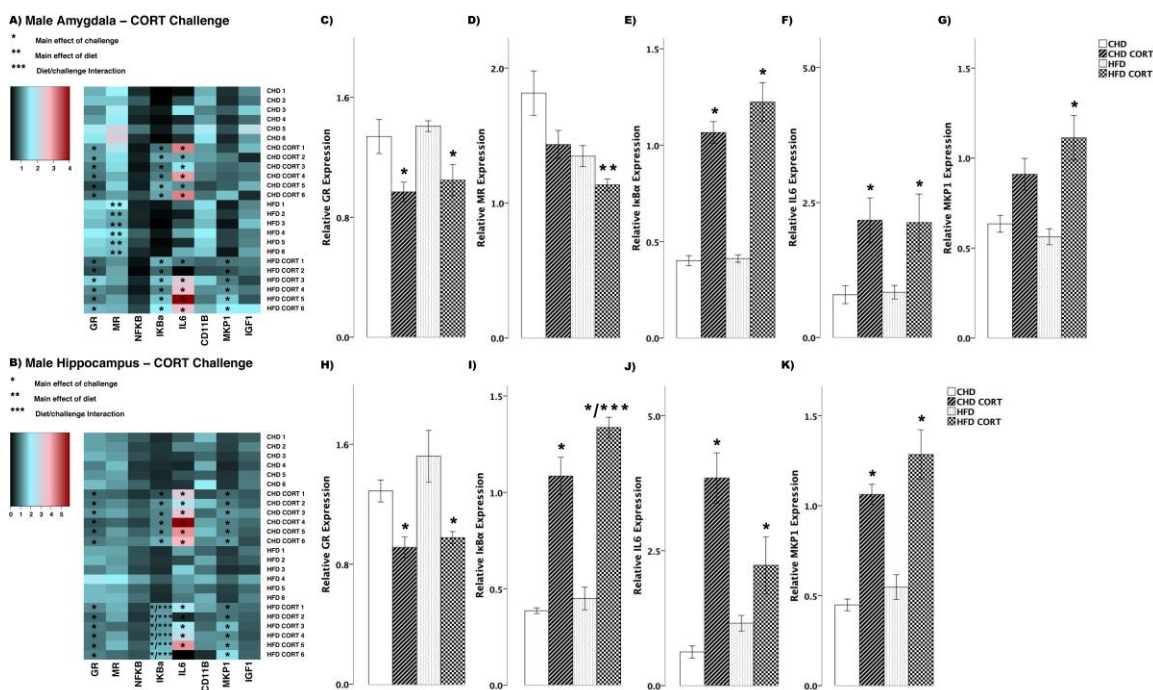 A) Male Amygdala – CORT Challenge
* Main effect of challenge
** Main effect of diet
*** Diet/challenge Interaction
1 2 3 4
CHD 1
CHD 2
CHD 3
CHD 4
CHD 5
CHD 6
CHD CORT 1
CHD CORT 2
CHD CORT 3
CHD CORT 4
CHD CORT 5
CHD CORT 6
HFD 1
HFD 2
HFD 3
HFD 4
HFD 5
HFD 6
HFD CORT 1
HFD CORT 2
HFD CORT 3
HFD CORT 4
HFD CORT 5
HFD CORT 6
GR MR NFKB IKBa IL6 CD11B MKP1 IGF1
C)
Relative GR Expression
1.6
0.8
0.0
* *
D)
Relative MR Expression
2.0
1.0
0.0
**
E)
Relative IκBα Expression
1.5
1.0
0.5
0.0
* *
F)
Relative IL6 Expression
5.0
2.5
0.0
* *
G)
Relative MKP1 Expression
1.5
1.0
0.5
0.0
*
CHD
CHD CORT
HFD
HFD CORT
B) Male Hippocampus – CORT Challenge
* Main effect of challenge
** Main effect of diet
*** Diet/challenge Interaction
0 1 2 3 4 5
CHD 1
CHD 2
CHD 3
CHD 4
CHD 5
CHD 6
CHD CORT 1
CHD CORT 2
CHD CORT 3
CHD CORT 4
CHD CORT 5
CHD CORT 6
HFD 1
HFD 2
HFD 3
HFD 4
HFD 5
HFD 6
HFD CORT 1
HFD CORT 2
HFD CORT 3
HFD CORT 4
HFD CORT 5
HFD CORT 6
GR MR NFKB IKBa IL6 CD11B MKP1 IGF1
H)
Relative GR Expression
1.6
0.8
0.0
* *
I)
Relative IκBα Expression
1.5
1.0
0.5
0.0
* */***
J)
Relative IL6 Expression
5.0
2.5
0.0
* *
K)
Relative MKP1 Expression
1.5
1.0
0.5
0.0
* *
CHD
CHD CORT
HFD
HFD CORT